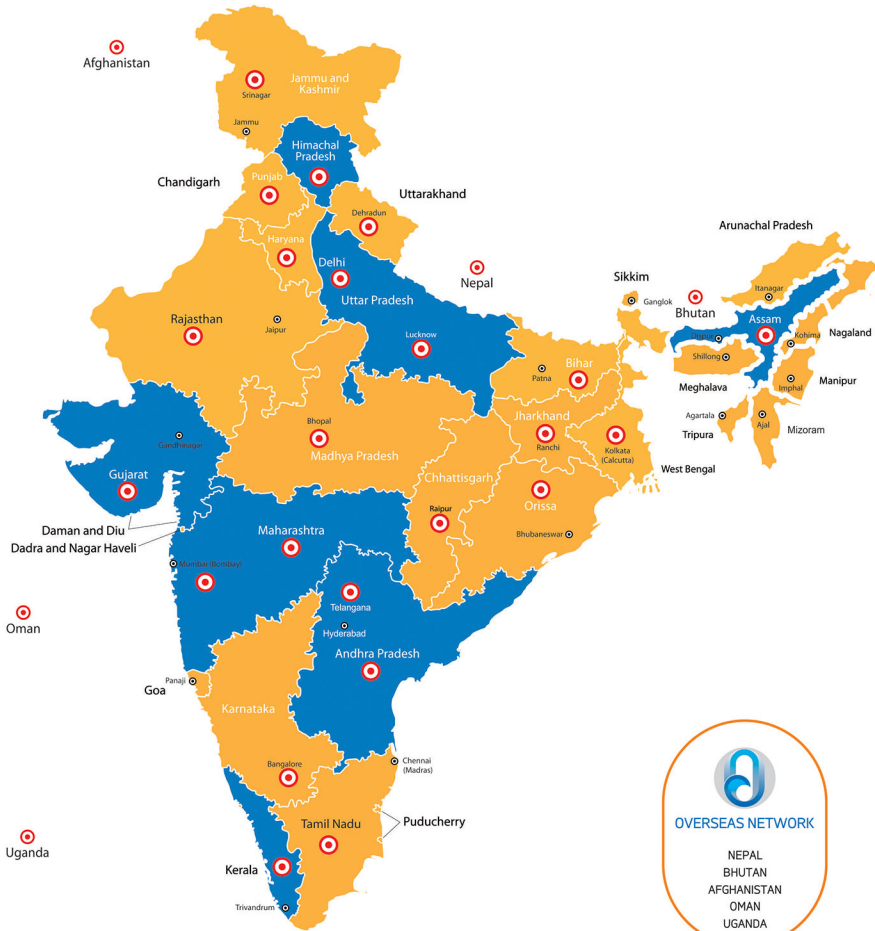 Afghanistan
Jammu and
Kashmir
Srinagar
Jammu
Himachal
Pradesh
Chandigarh
Punjab
Uttarakhand
Dehradun
Haryana
Delhi
Nepal
Uttar Pradesh
Arunachal Pradesh
Sikkim
Itanagar
Ganglok
Bhutan
Rajasthan
Jaipur
Lucknow
Assam
Kohima
Nagaland
Shillong
Bihar
Patna
Meghalava
Imphal
Manipur
Jharkhand
Ranchi
Agartala
Ajal
Tripura
Mizoram
Bhopal
Madhya Pradesh
Gandhinagar
Kolkata
(Calcutta)
West Bengal
Gujarat
Chhattisgarh
Raipur
Orissa
Bhubaneswar
Daman and Diu
Dadra and Nagar Haveli
Maharashtra
Mumbai (Bombay)
Telangana
Oman
Hyderabad
Andhra Pradesh
Panaji
Goa
Karnataka
Bangalore
Chennai
(Madras)
Puducherry
Tamil Nadu
Uganda
Kerala
Trivandrum
OVERSEAS NETWORK
NEPAL
BHUTAN
AFGHANISTAN
OMAN
UGANDA